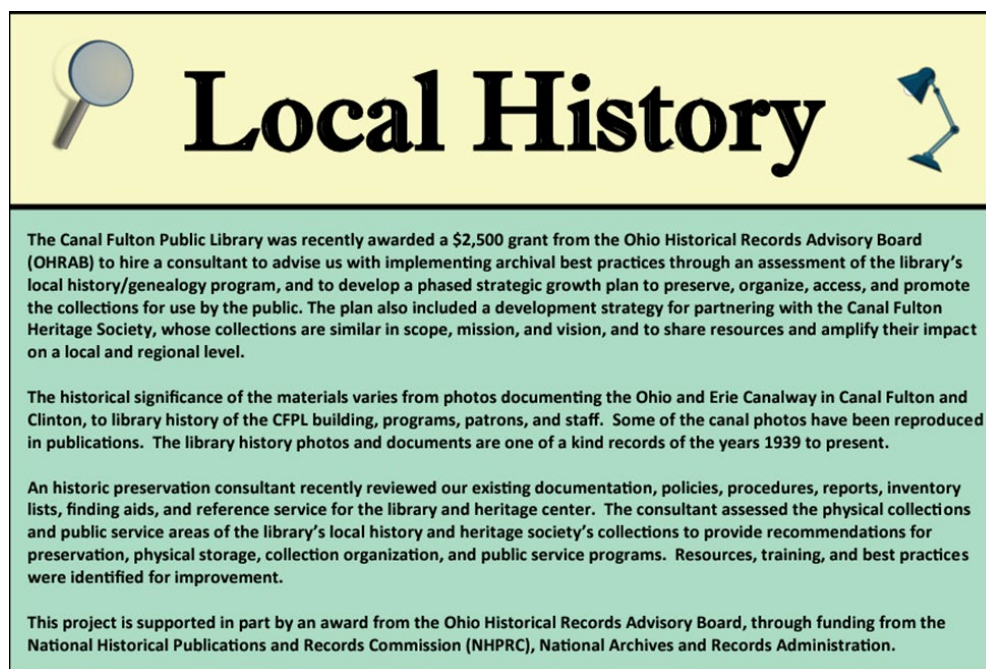 Local History
The Canal Fulton Public Library was recently awarded a $2,500 grant from the Ohio Historical Records Advisory Board
(OHRAB) to hire a consultant to advise us with implementing archival best practices through an assessment of the library's
local history/genealogy program, and to develop a phased strategic growth plan to preserve, organize, access, and promote
the collections for use by the public. The plan also included a development strategy for partnering with the Canal Fulton
Heritage Society, whose collections are similar in scope, mission, and vision, and to share resources and amplify their impact
on a local and regional level.
The historical significance of the materials varies from photos documenting the Ohio and Erie Canalway in Canal Fulton and
Clinton, to library history of the CFPL building, programs, patrons, and staff.  Some of the canal photos have been reproduced
in publications.  The library history photos and documents are one of a kind records of the years 1939 to present.
An historic preservation consultant recently reviewed our existing documentation, policies, procedures, reports, inventory
lists, finding aids, and reference service for the library and heritage center.  The consultant assessed the physical collections
and public service areas of the library's local history and heritage society's collections to provide recommendations for
preservation, physical storage, collection organization, and public service programs.  Resources, training, and best practices
were identified for improvement.
This project is supported in part by an award from the Ohio Historical Records Advisory Board, through funding from the
National Historical Publications and Records Commission (NHPRC), National Archives and Records Administration.